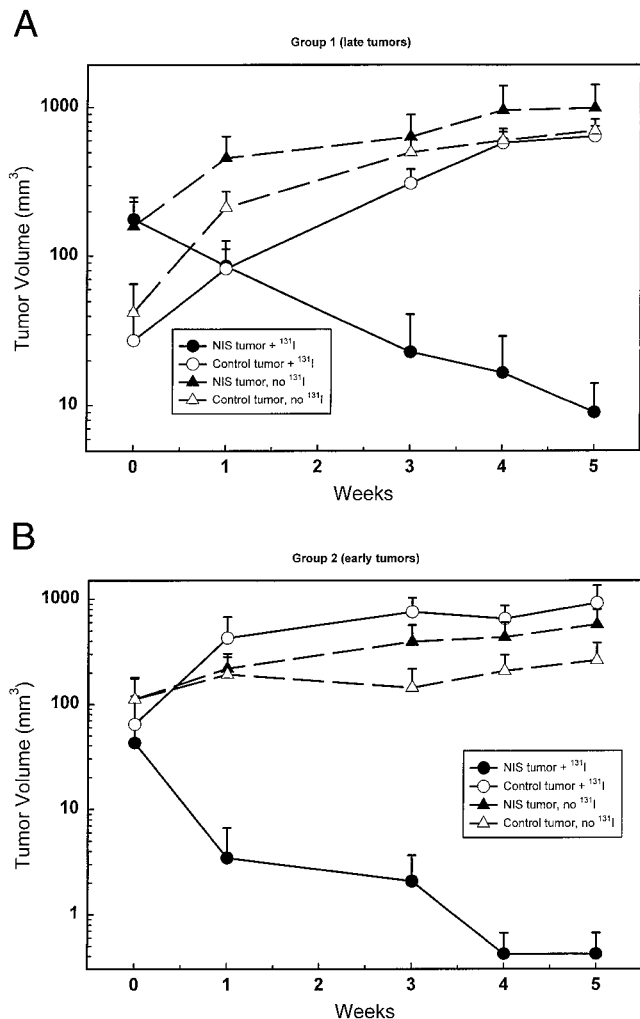 A
Group 1 (late tumors)
Tumor Volume (mm³)
1000
100
10
NIS tumor + ¹³¹I
Control tumor + ¹³¹I
NIS tumor, no ¹³¹I
Control tumor, no ¹³¹I
0 1 2 3 4 5
Weeks
B
Group 2 (early tumors)
Tumor Volume (mm³)
1000
100
10
1
NIS tumor + ¹³¹I
Control tumor + ¹³¹I
NIS tumor, no ¹³¹I
Control tumor, no ¹³¹I
0 1 2 3 4 5
Weeks